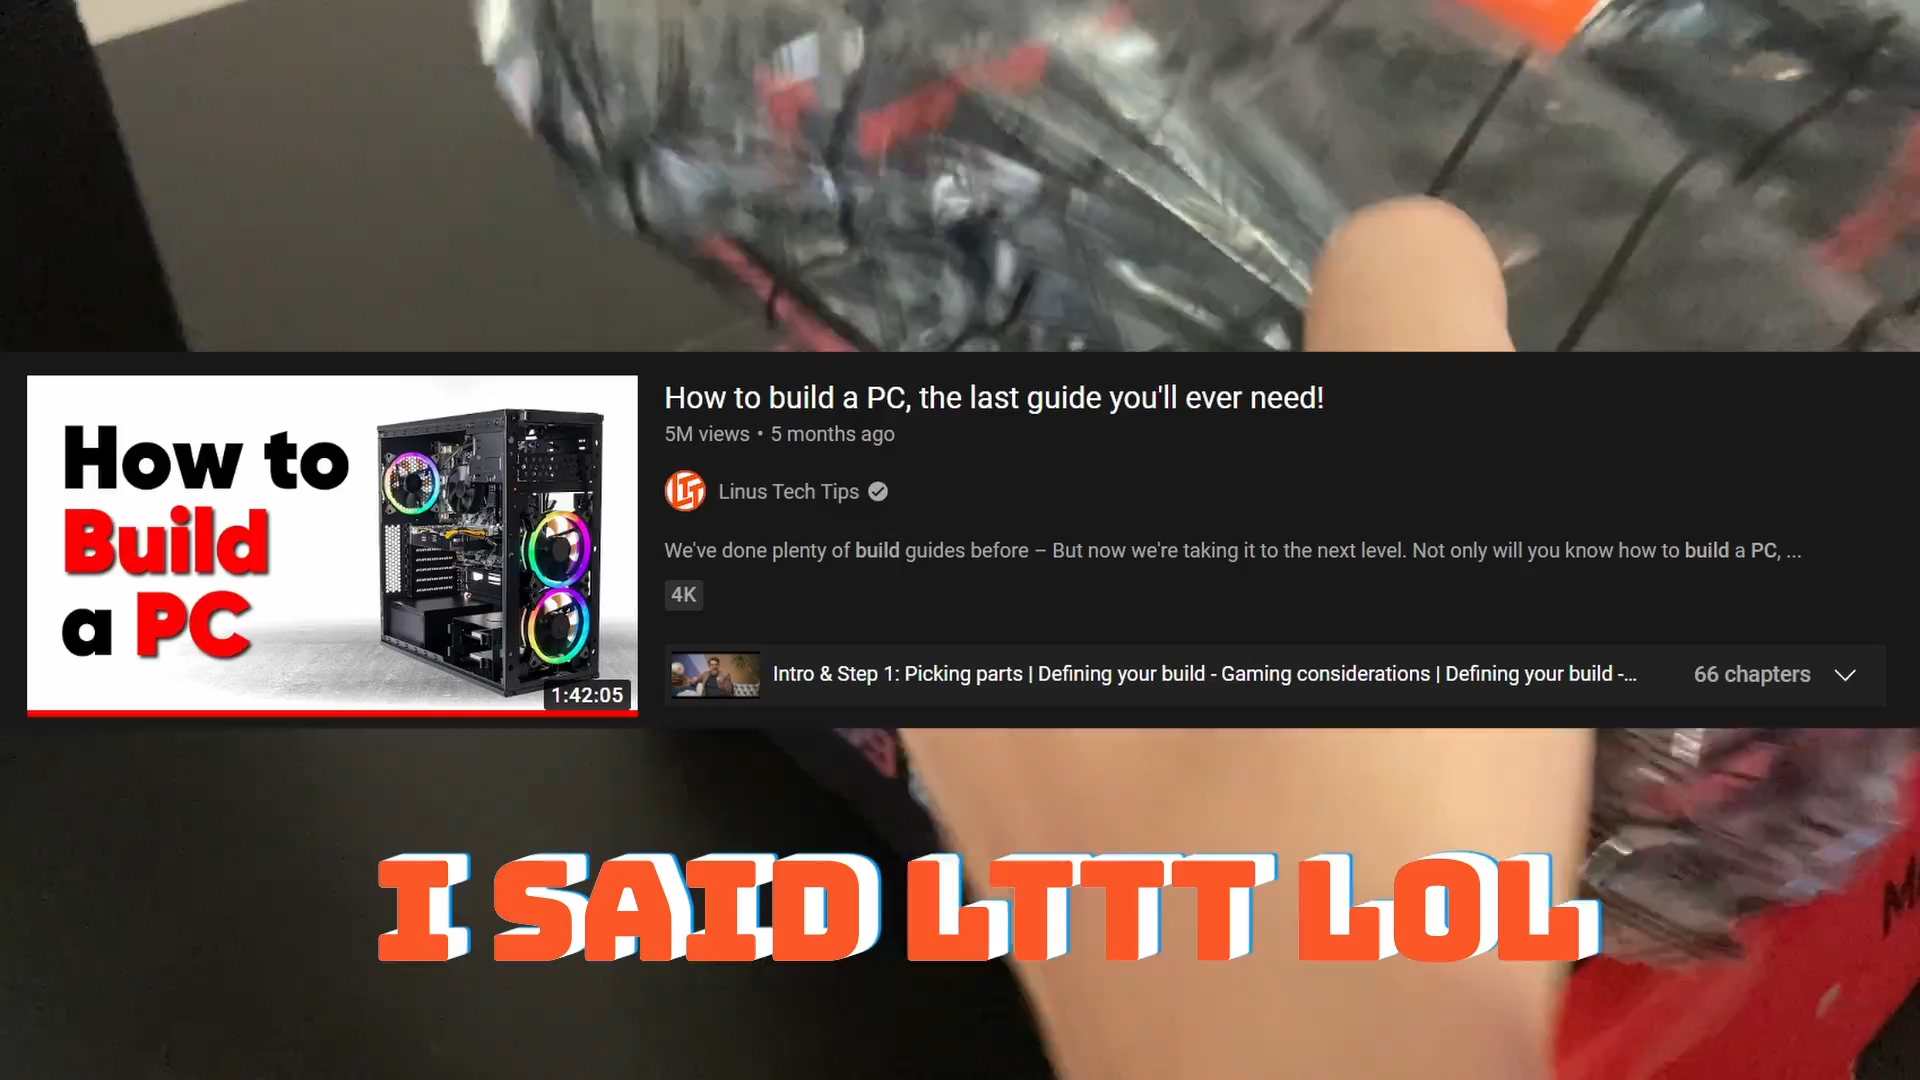 How to
Build
a PC
1:42:05
How to build a PC, the last guide you'll ever need!
5M views • 5 months ago
LTT
Linus Tech Tips
We've done plenty of build guides before – But now we're taking it to the next level. Not only will you know how to build a PC, ...
4K
Intro & Step 1: Picking parts | Defining your build - Gaming considerations | Defining your build -...
66 chapters
I SAID LTTT LOL